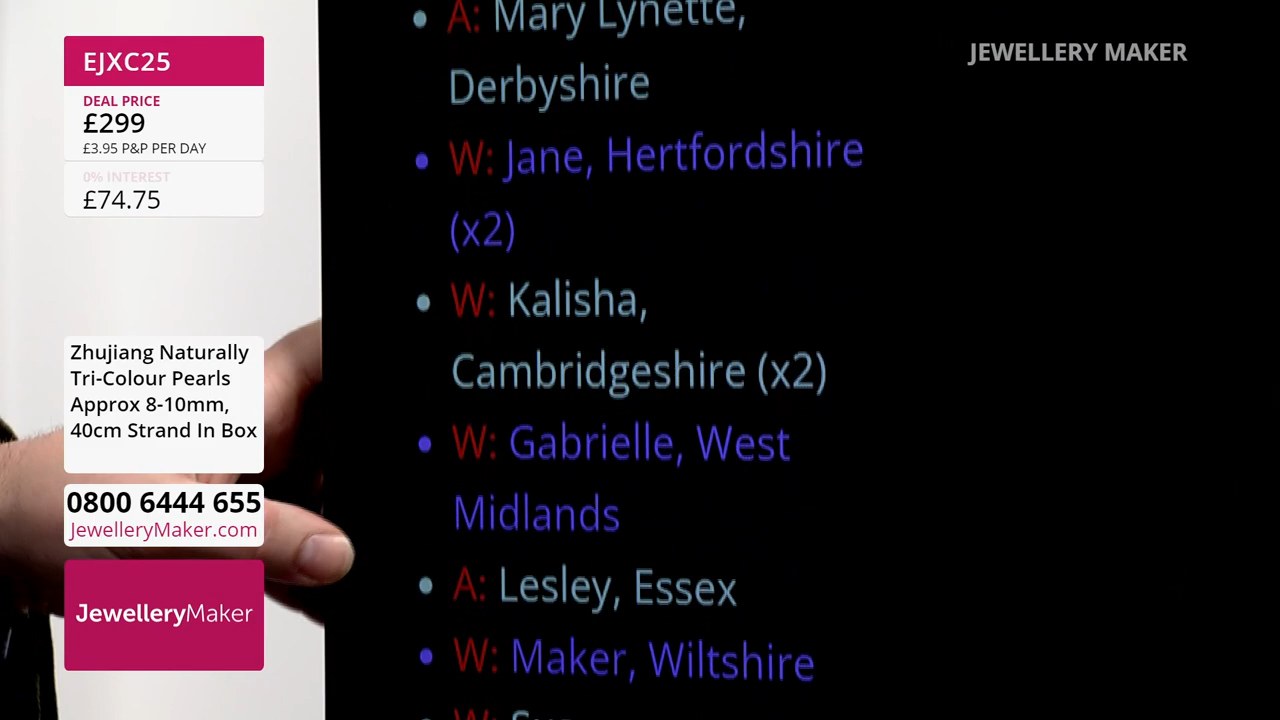 EJXC25
DEAL PRICE
£299
£3.95 P&P PER DAY
0% INTEREST
£74.75
Zhujiang Naturally
Tri-Colour Pearls
Approx 8-10mm,
40cm Strand In Box
0800 6444 655
JewelleryMaker.com
JewelleryMaker
JEWELLERY MAKER
• A: Mary Lynette,
Derbyshire
• W: Jane, Hertfordshire
(x2)
• W: Kalisha,
Cambridgeshire (x2)
• W: Gabrielle, West
Midlands
• A: Lesley, Essex
• W: Maker, Wiltshire